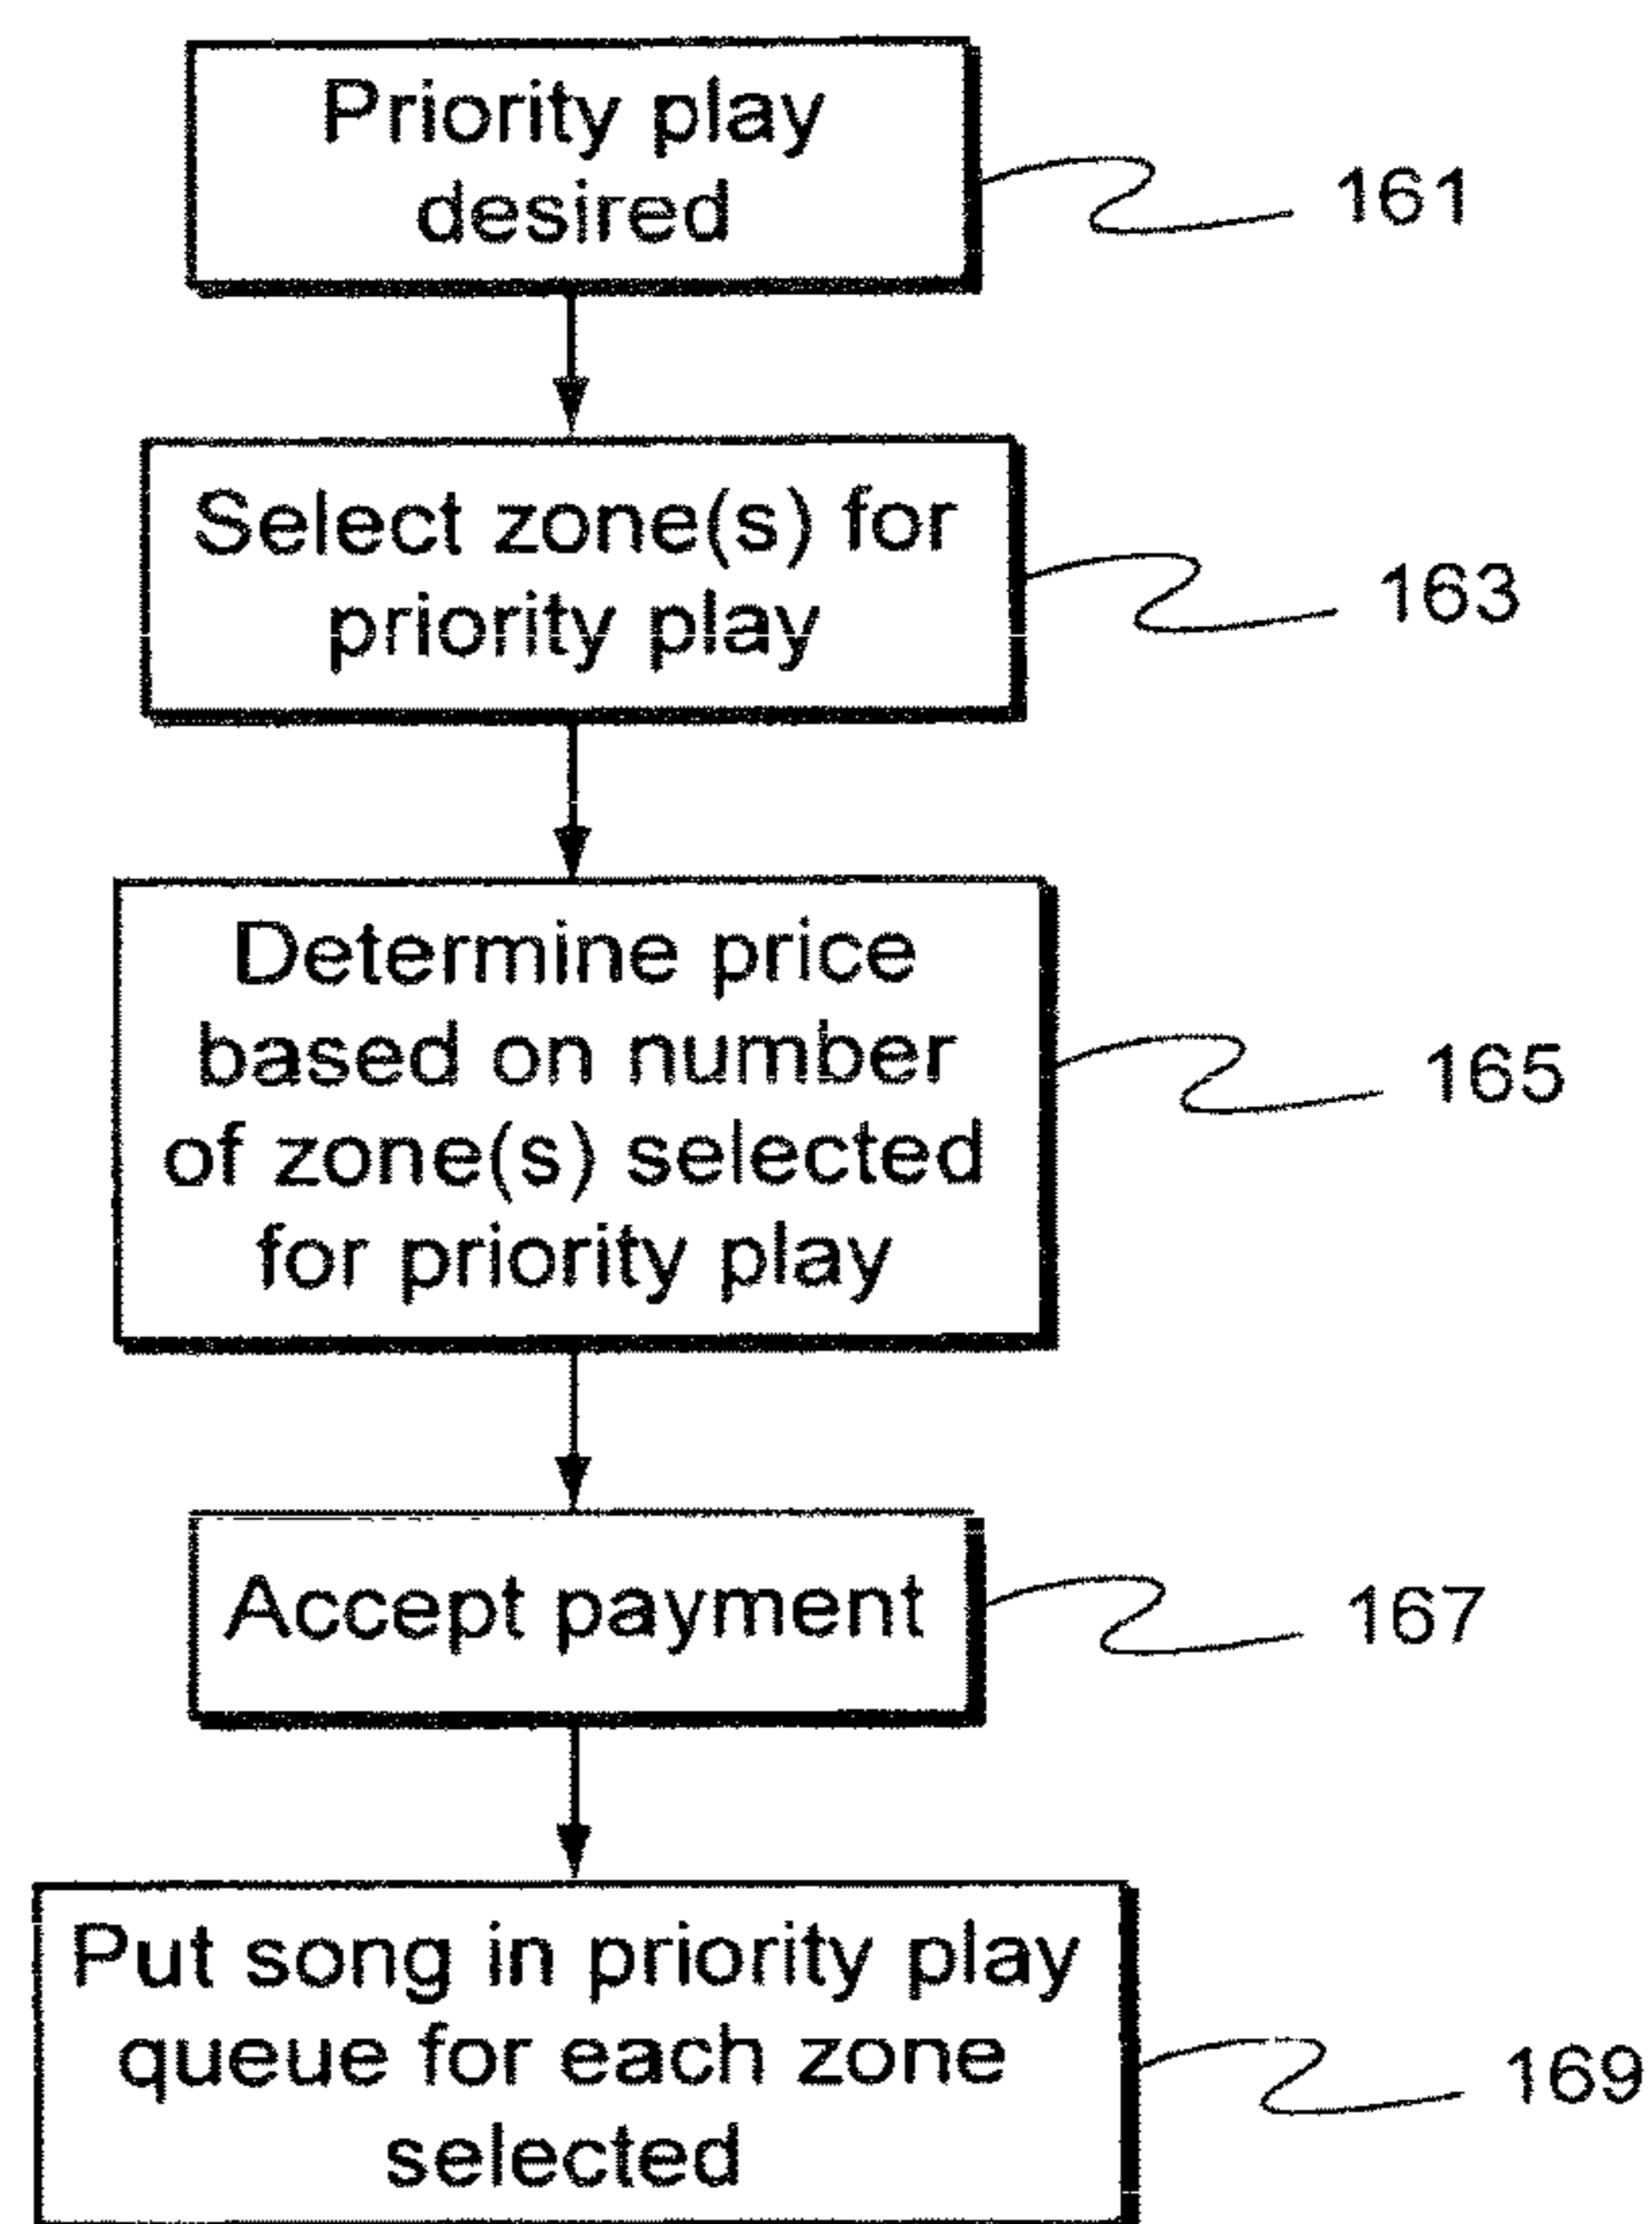 Priority play
desired
161
Select zone(s) for
priority play
163
Determine price
based on number
of zone(s) selected
for priority play
165
Accept payment
167
Put song in priority play
queue for each zone
selected
169